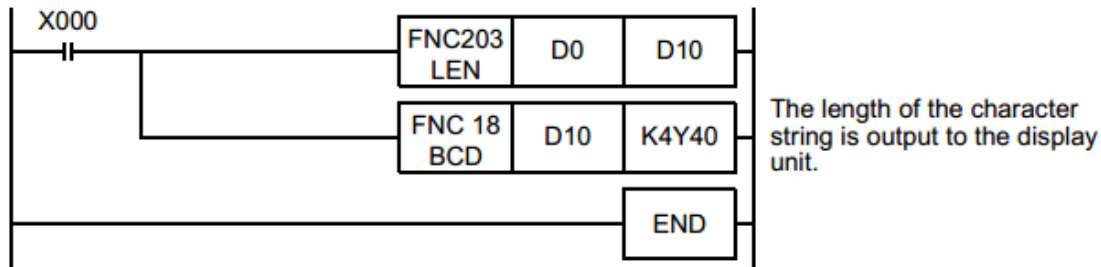 X000
FNC203 D0 D10
LEN
FNC 18 D10 K4Y40
BCD
The length of the character
string is output to the display
unit.
END